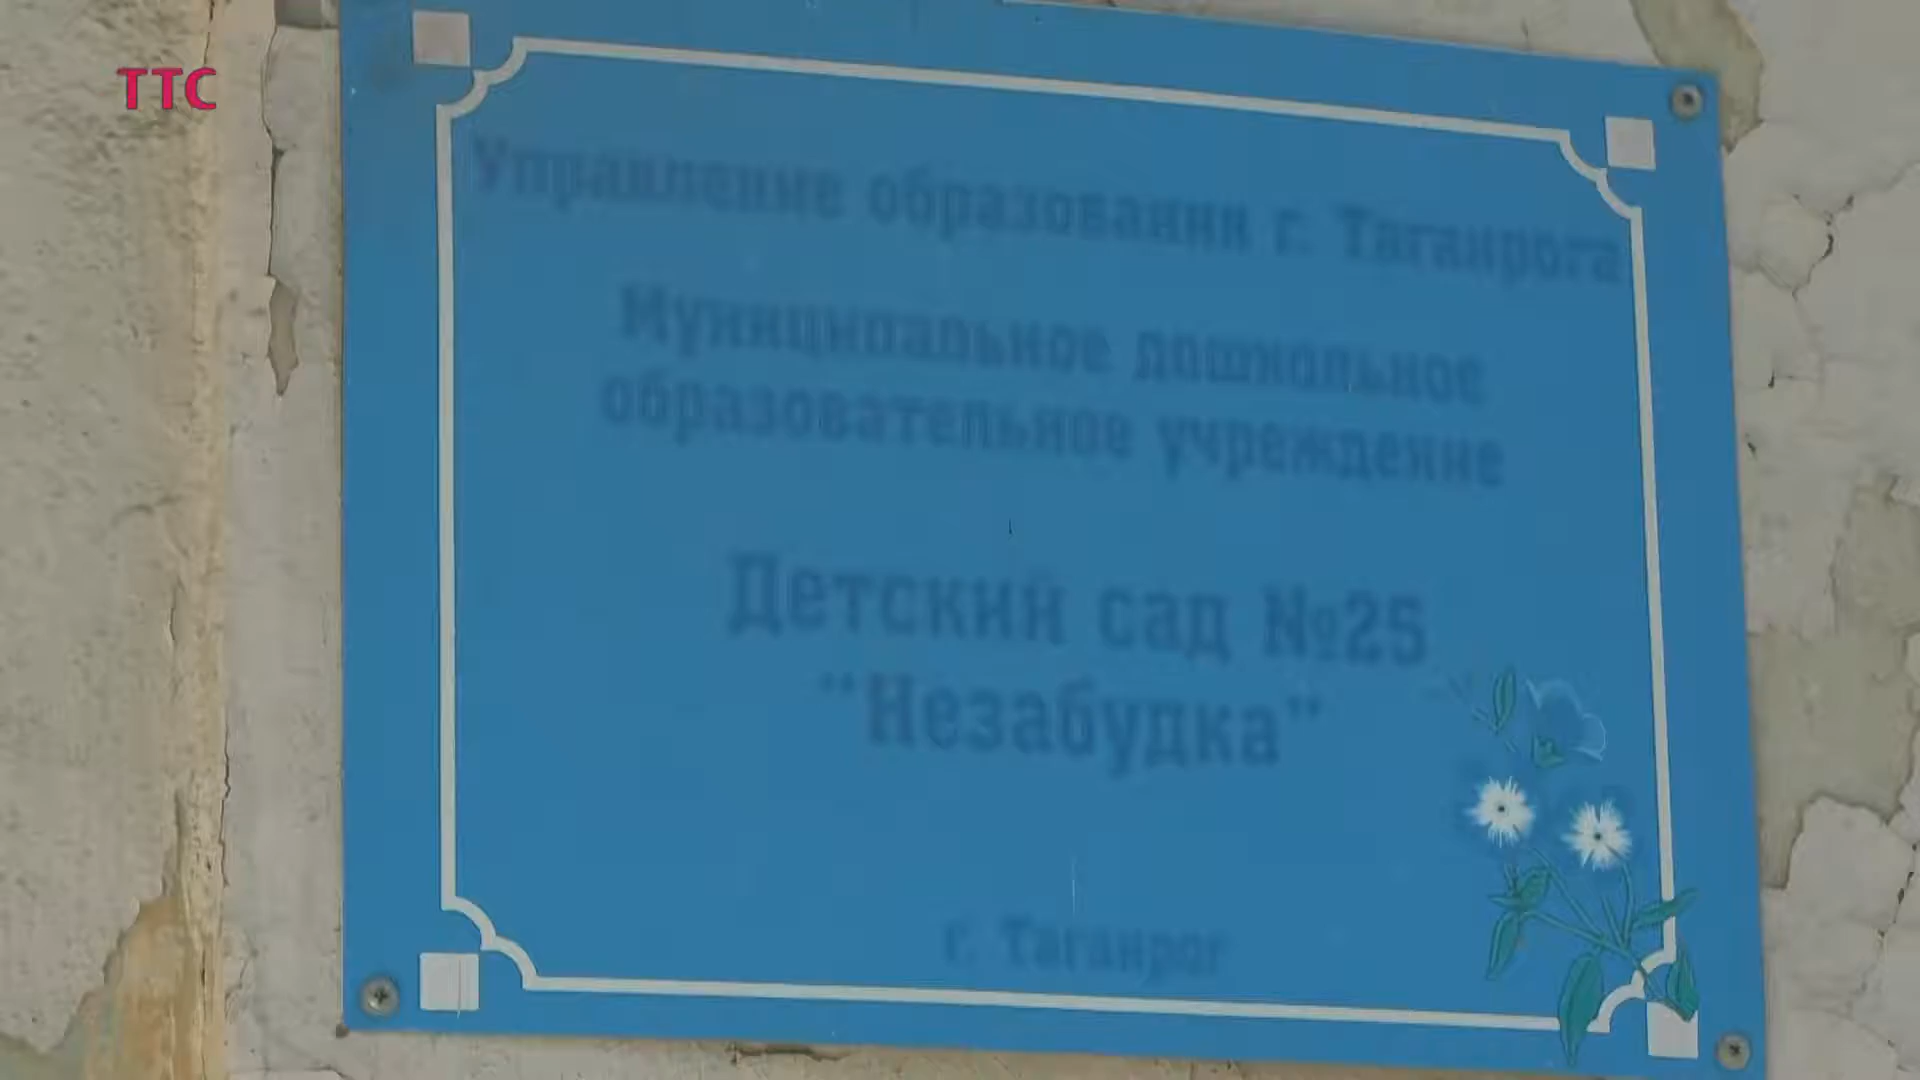 ТТС
Управление образования г. Таганрога
Муниципальное дошкольное
образовательное учреждение
Детский сад №25
"Незабудка"
г. Таганрог